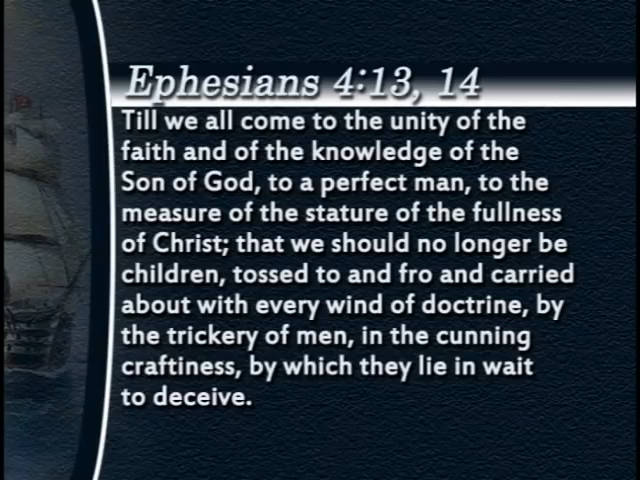 Ephesians 4:13, 14
Till we all come to the unity of the
faith and of the knowledge of the
Son of God, to a perfect man, to the
measure of the stature of the fullness
of Christ; that we should no longer be
children, tossed to and fro and carried
about with every wind of doctrine, by
the trickery of men, in the cunning
craftiness, by which they lie in wait
to deceive.